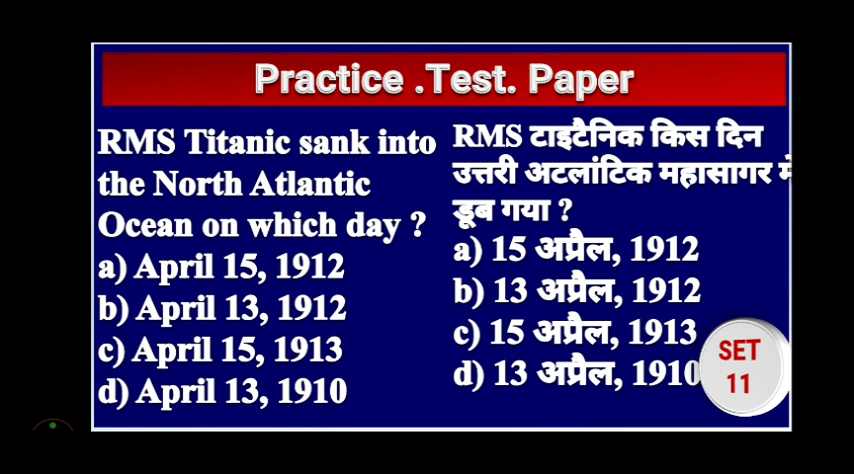 Practice .Test. Paper
RMS Titanic sank into
the North Atlantic
Ocean on which day ?
a) April 15, 1912
b) April 13, 1912
c) April 15, 1913
d) April 13, 1910
RMS टाइटैनिक किस दिन
उत्तरी अटलांटिक महासागर में
डूब गया ?
a) 15 अप्रैल, 1912
b) 13 अप्रैल, 1912
c) 15 अप्रैल, 1913
d) 13 अप्रैल, 1910
SET
11